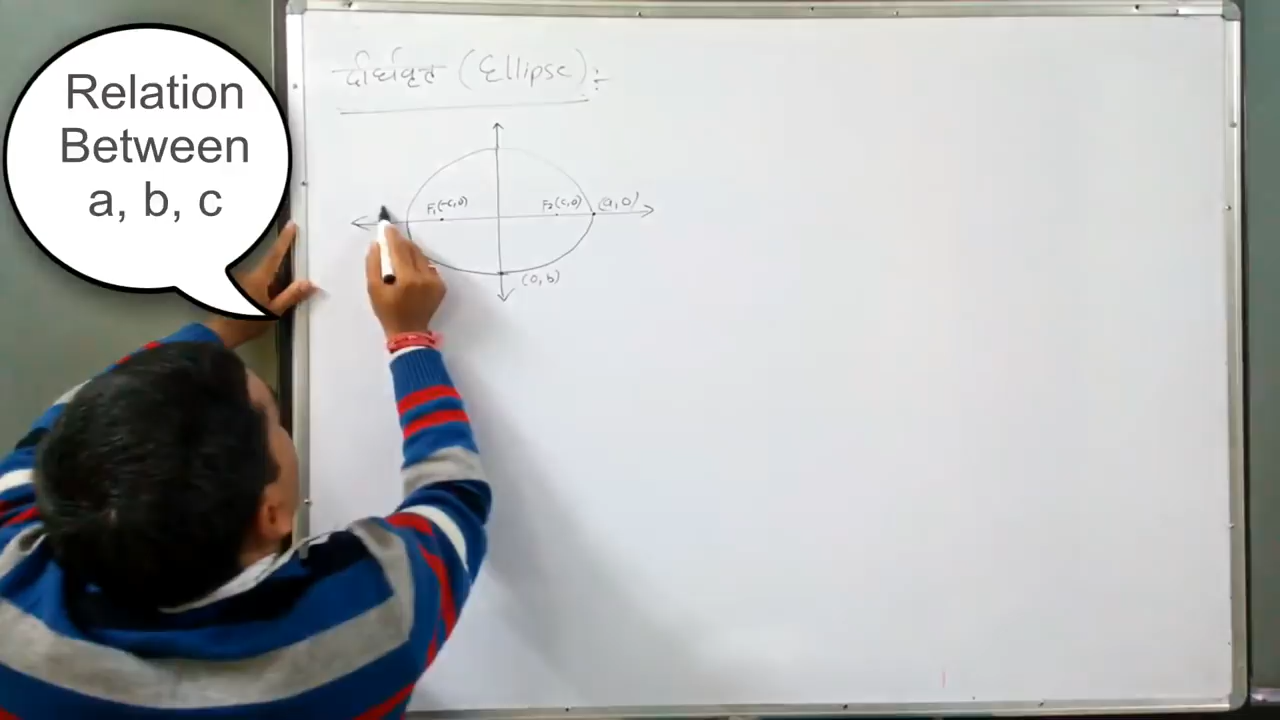 Relation
Between
a, b, c
दीर्घवृत (Ellipse) :-
F₁(-c, 0)
F₂(c, 0)
(a, 0)
(0, b)